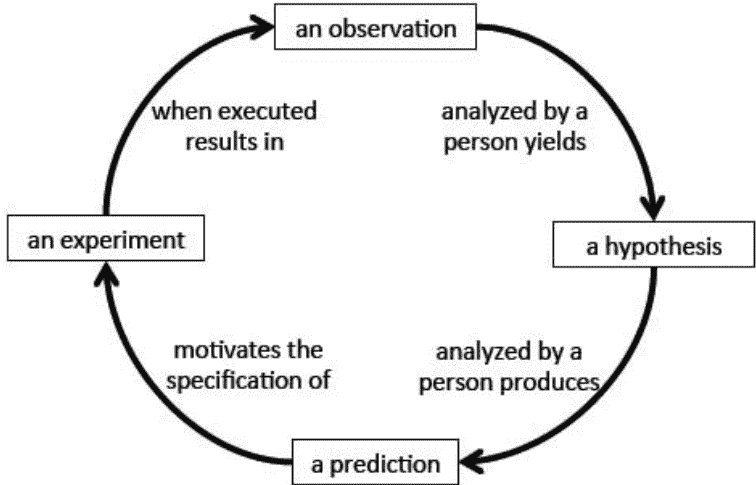 an observation
when executed
results in
analyzed by a
person yields
an experiment
a hypothesis
motivates the
specification of
analyzed by a
person produces
a prediction